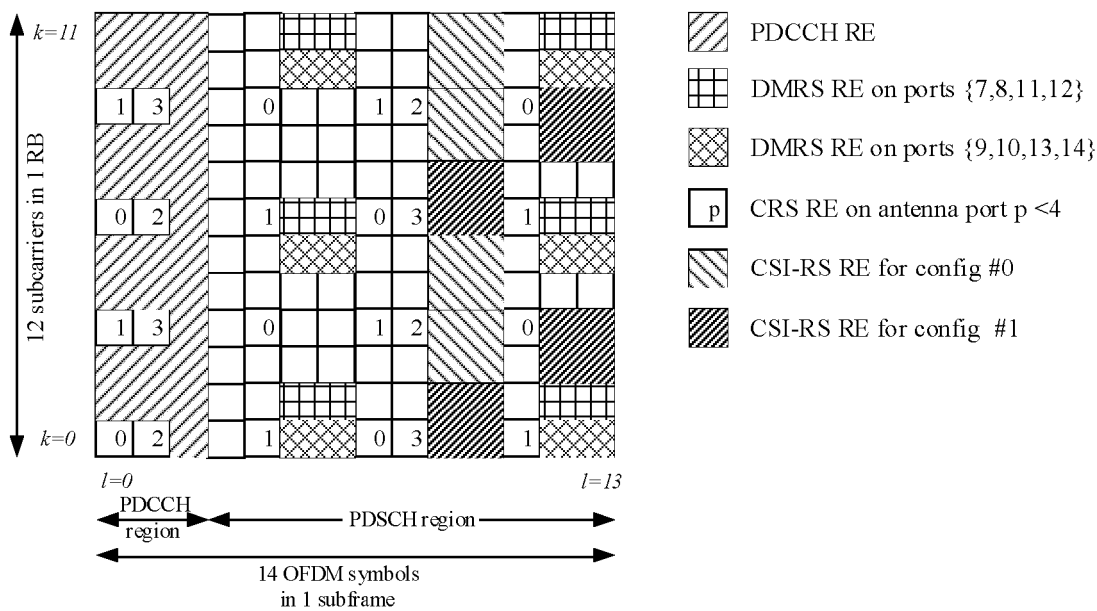 k=11
12 subcarriers in 1 RB
k=0
1 3 0 1 2 0
0 2 1 0 3 1
1 3 0 1 2 0
0 2 1 0 3 1
l=0
l=13
PDCCH
region
PDSCH region
14 OFDM symbols
in 1 subframe
PDCCH RE
DMRS RE on ports {7,8,11,12}
DMRS RE on ports {9,10,13,14}
p
CRS RE on antenna port p <4
CSI-RS RE for config #0
CSI-RS RE for config #1